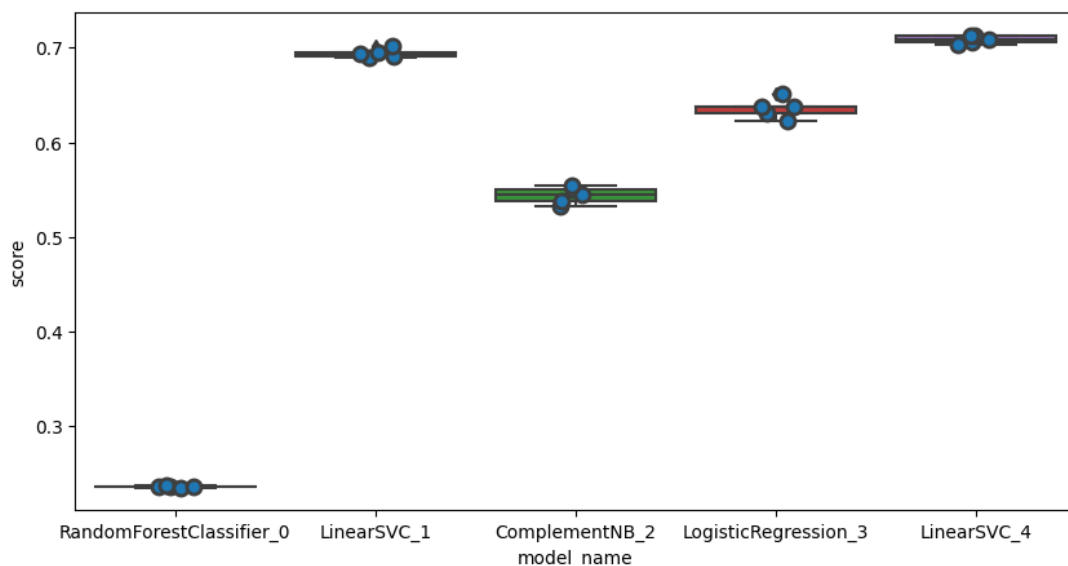 0.7
0.6
0.5
0.4
0.3
score
RandomForestClassifier_0 LinearSVC_1 ComplementNB_2 LogisticRegression_3 LinearSVC_4
model_name